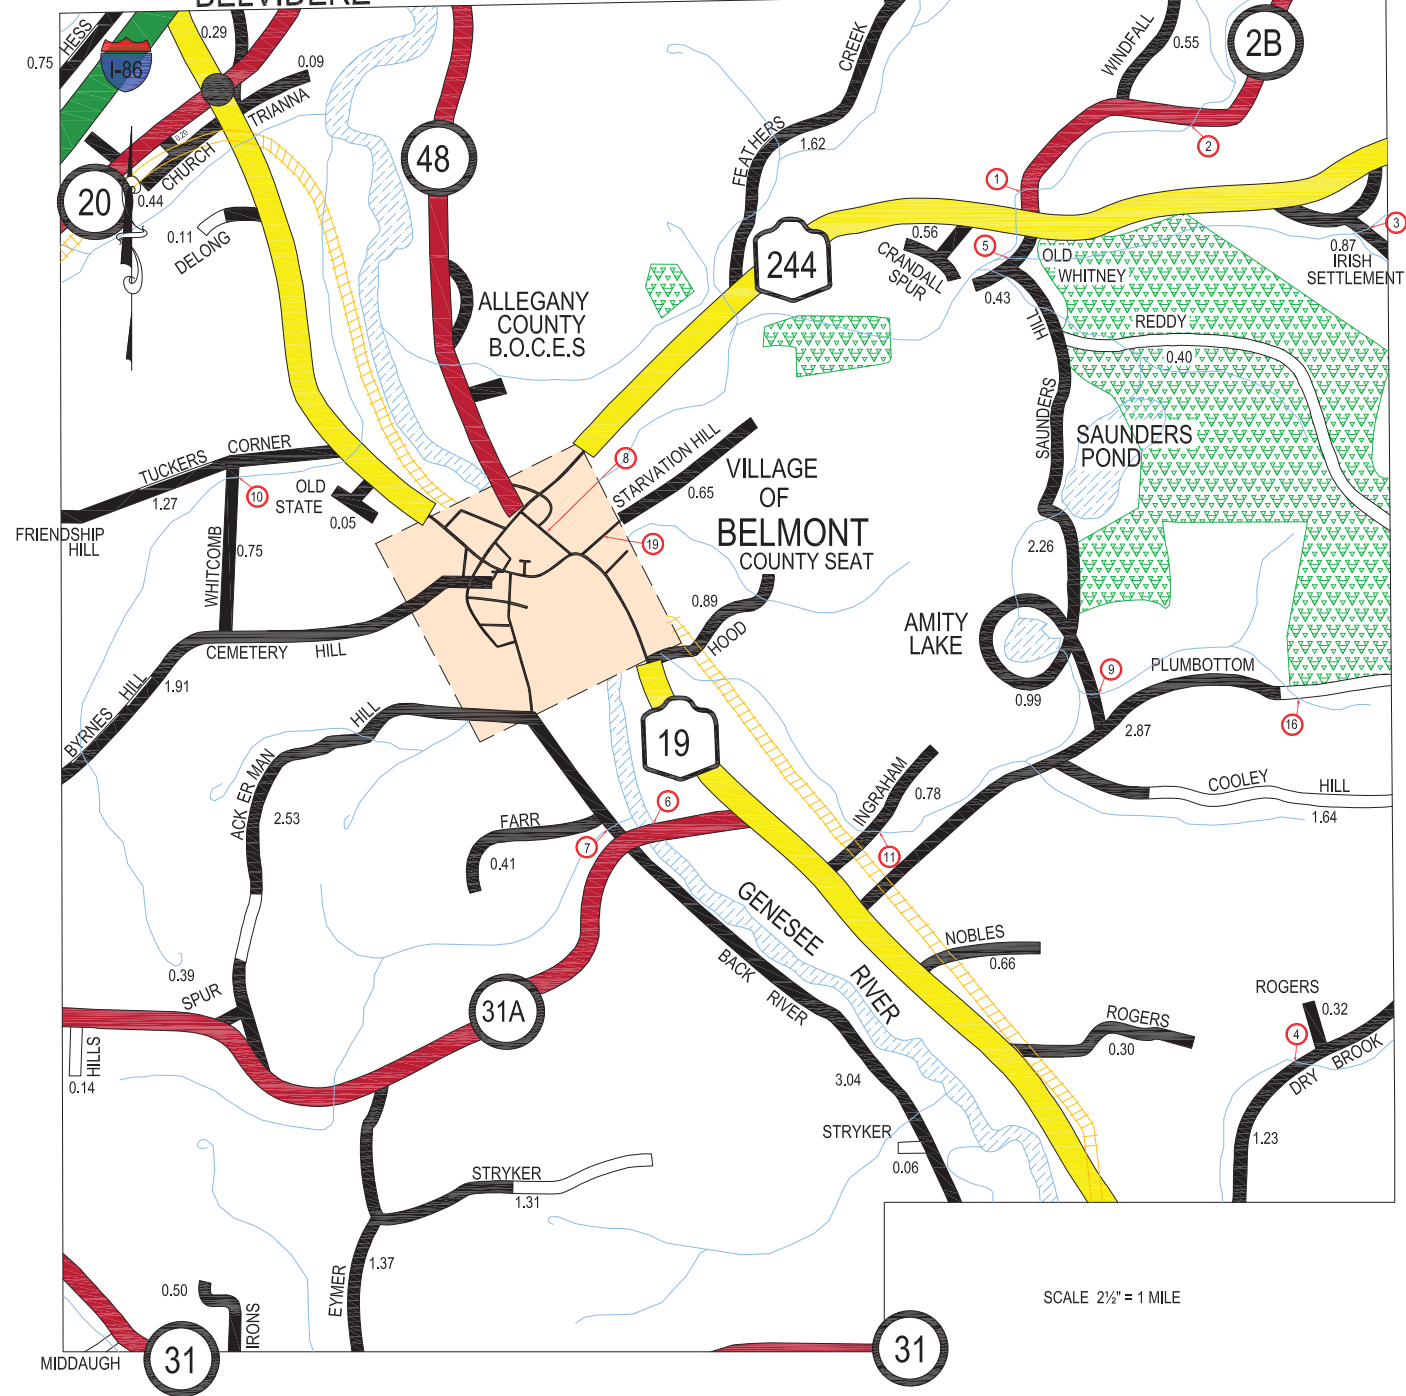 BELVIDERE
HESS
0.75
I-86
0.29
0.09
TRIANNA
0.20
CHURCH
20
0.44
0.11
DELONG
48
ALLEGANY
COUNTY
B.O.C.E.S
CREEK
FEATHERS
1.62
WINDFALL
0.55
2B
2
1
244
0.56
CRANDALL
SPUR
5
OLD
WHITNEY
0.43
HILL
3
0.87
IRISH
SETTLEMENT
REDDY
0.40
SAUNDERS
SAUNDERS
POND
2.26
TUCKERS CORNER
1.27
FRIENDSHIP
HILL
10
OLD
STATE
0.05
WHITCOMB
0.75
8
STARVATION HILL
0.65
19
VILLAGE
OF
BELMONT
COUNTY SEAT
0.89
HOOD
AMITY
LAKE
0.99
9
PLUMBOTTOM
16
2.87
CEMETERY HILL
BYRNES HILL
1.91
ACKERMAN HILL
2.53
19
6
FARR
0.41
7
INGRAHAM
0.78
11
COOLEY HILL
1.64
GENESEE RIVER
BACK RIVER
3.04
NOBLES
0.66
ROGERS
0.30
ROGERS
0.32
4
DRY BROOK
1.23
0.39
SPUR
31A
HILLS
0.14
STRYKER
0.06
STRYKER
1.31
EYMER
1.37
0.50
IRONS
MIDDAUGH
31
31
SCALE 2½" = 1 MILE